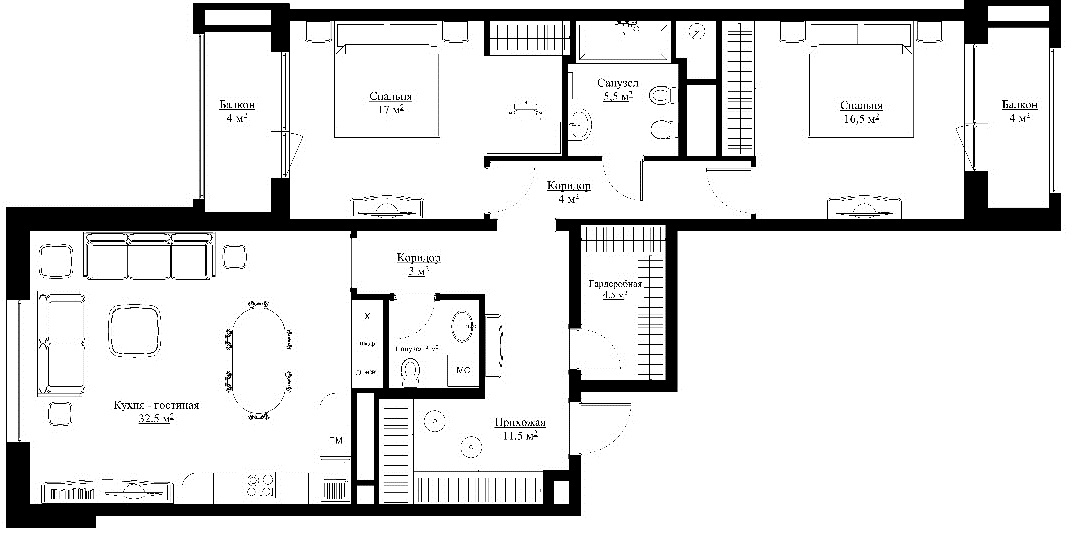 Балкон
4 м²
Спальня
17 м²
Санузел
5,5 м²
Спальня
16,5 м²
Балкон
4 м²
Коридор
4 м²
Коридор
3 м²
Гардеробная
4.5 м²
Х
Санузел 3 м²
МС
Кухня - гостиная
32.5 м²
ПМ
Прихожая
11.5 м²